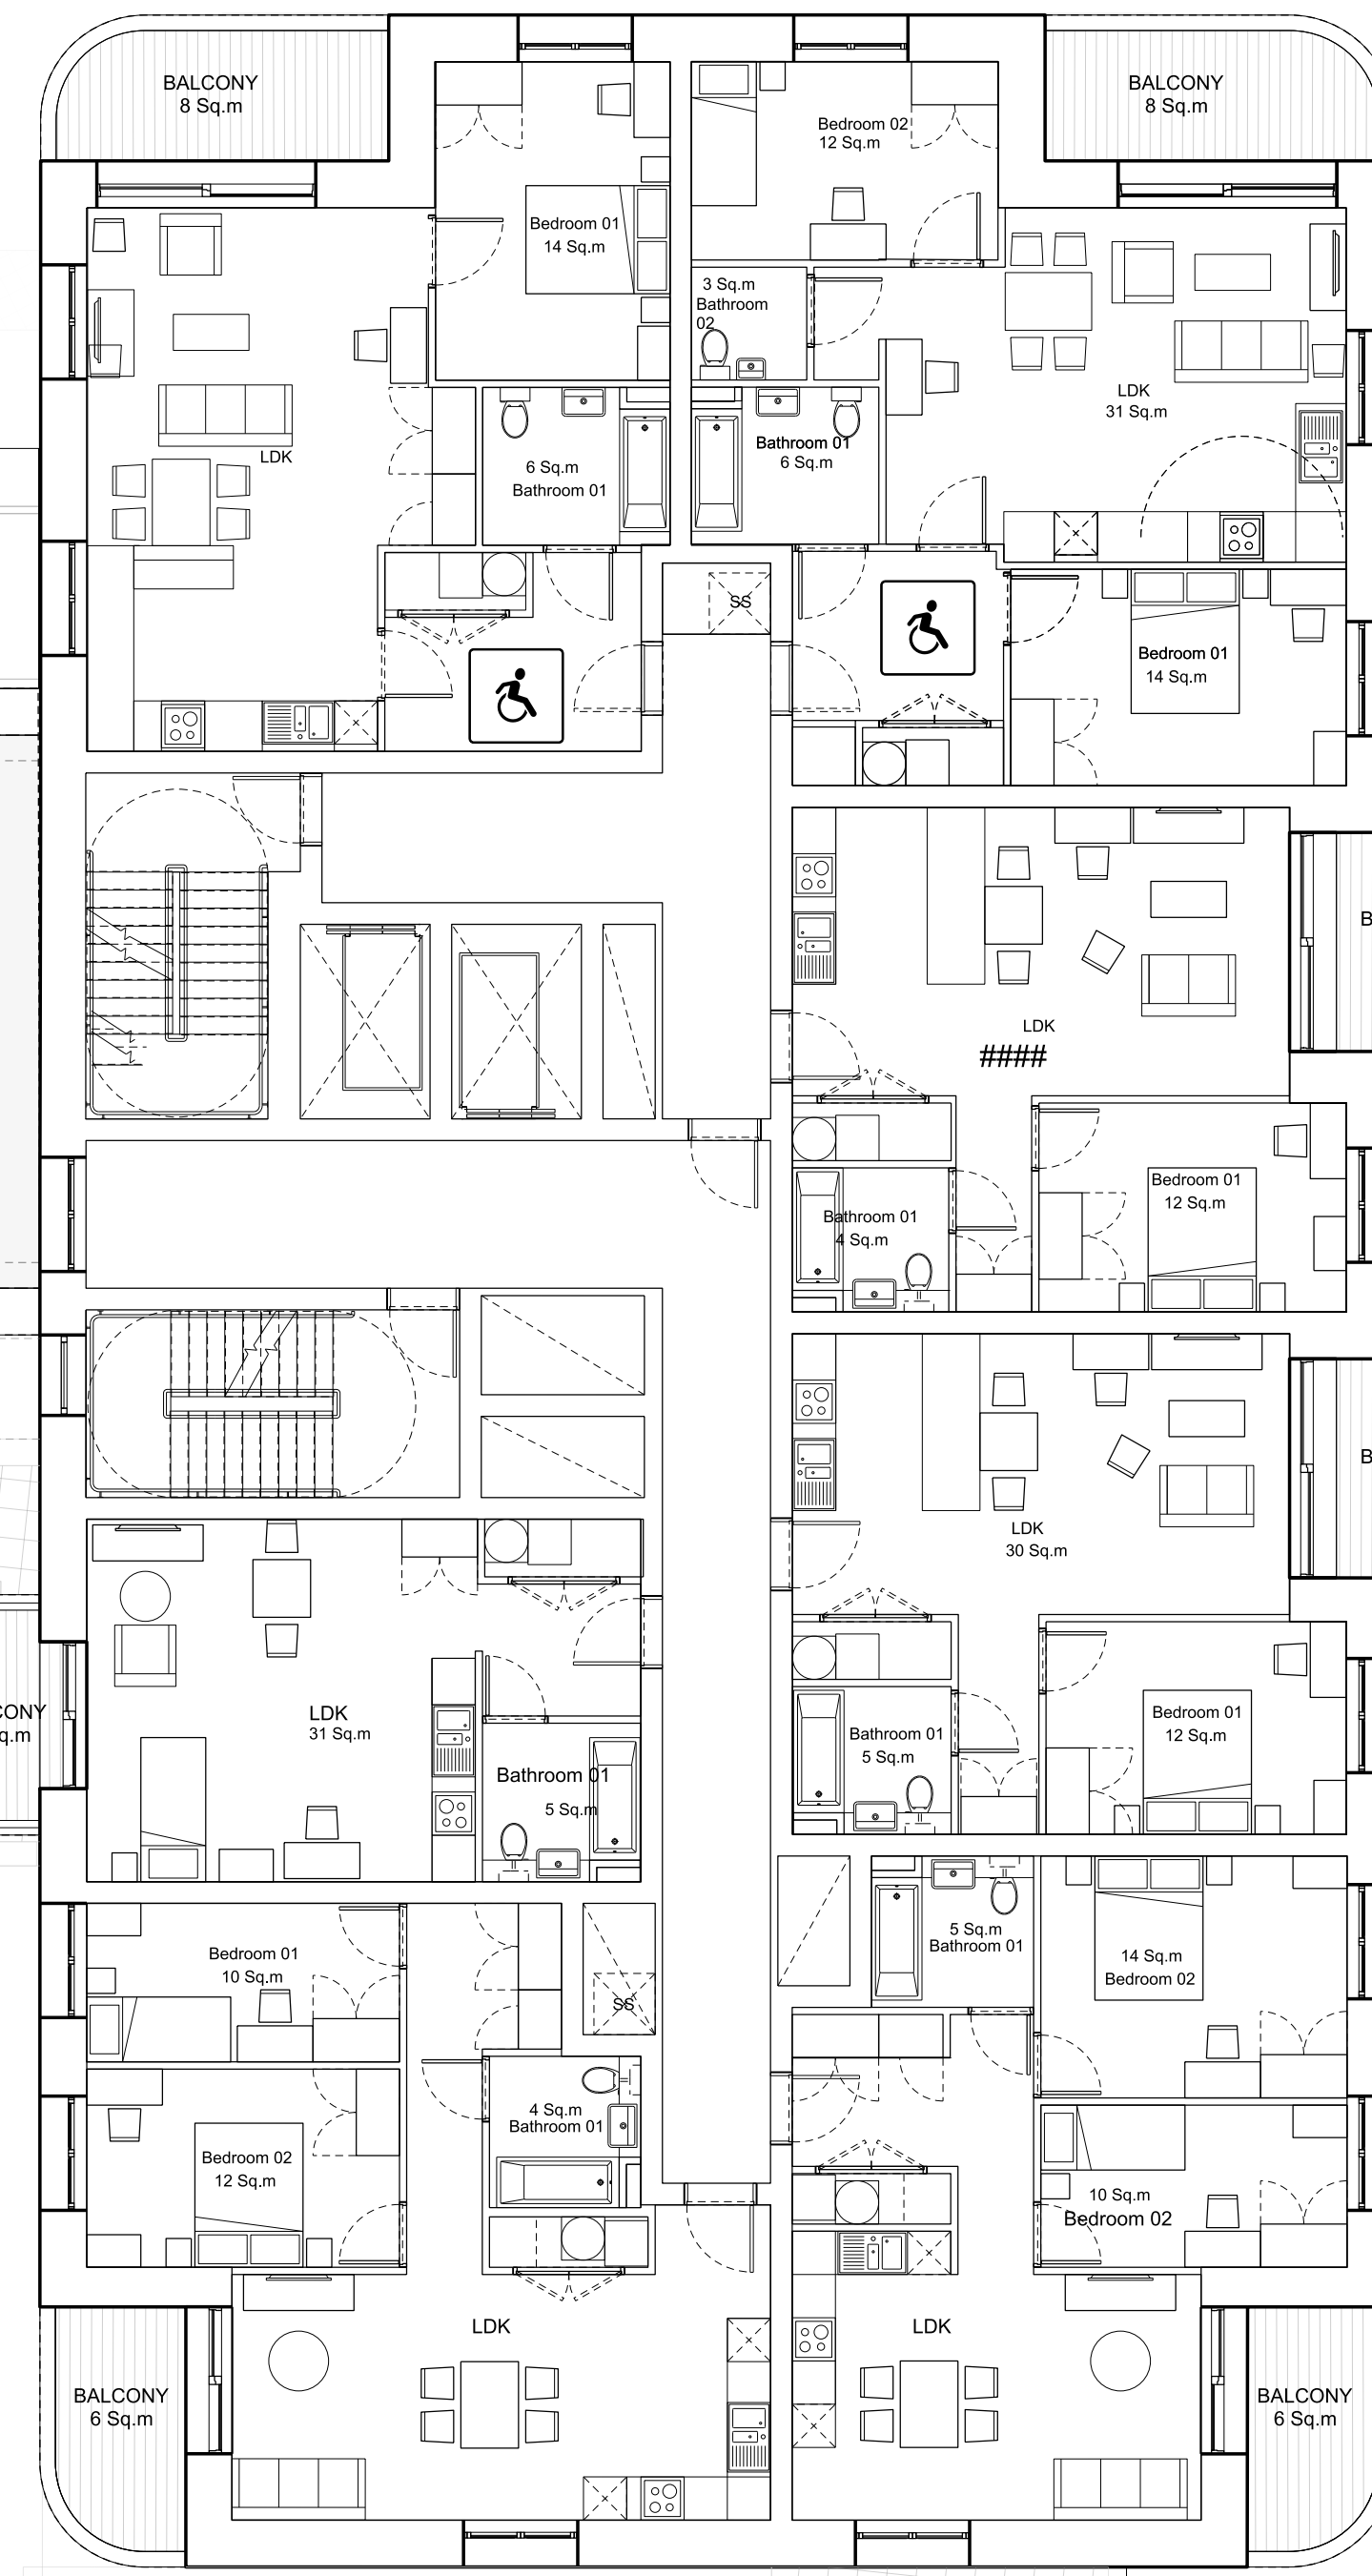 BALCONY
8 Sq.m
BALCONY
8 Sq.m
Bedroom 02
12 Sq.m
Bedroom 01
14 Sq.m
3 Sq.m
Bathroom
02
LDK
31 Sq.m
LDK
Bathroom 01
6 Sq.m
6 Sq.m
Bathroom 01
SS
Bedroom 01
14 Sq.m
B
LDK
####
Bedroom 01
12 Sq.m
Bathroom 01
4 Sq.m
B
LDK
30 Sq.m
CONY
q.m
LDK
31 Sq.m
Bedroom 01
12 Sq.m
Bathroom 01
5 Sq.m
Bathroom 01
5 Sq.m
Bedroom 01
10 Sq.m
5 Sq.m
Bathroom 01
14 Sq.m
Bedroom 02
SS
4 Sq.m
Bathroom 01
Bedroom 02
12 Sq.m
10 Sq.m
Bedroom 02
LDK
LDK
BALCONY
6 Sq.m
BALCONY
6 Sq.m